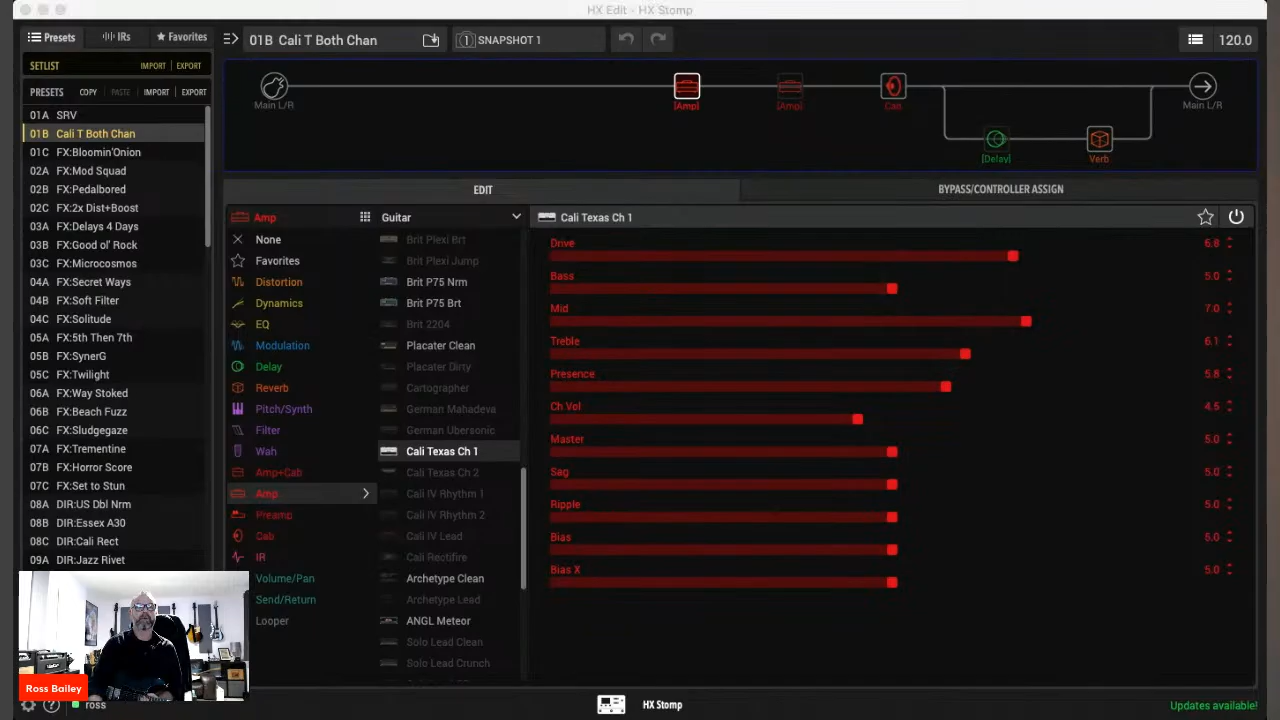 HX Edit - HX Stomp
Presets
IRs
Favorites
01B Cali T Both Chan
1 SNAPSHOT 1
120.0
SETLIST
IMPORT
EXPORT
PRESETS
COPY
PASTE
IMPORT
EXPORT
01A SRV
01B Cali T Both Chan
01C FX:Bloomin'Onion
02A FX:Mod Squad
02B FX:Pedalbored
02C FX:2x Dist+Boost
03A FX:Delays 4 Days
03B FX:Good ol' Rock
03C FX:Microcosmos
04A FX:Secret Ways
04B FX:Soft Filter
04C FX:Solitude
05A FX:5th Then 7th
05B FX:SynerG
05C FX:Twilight
06A FX:Way Stoked
06B FX:Beach Fuzz
06C FX:Sludgegaze
07A FX:Trementine
07B FX:Horror Score
07C FX:Set to Stun
08A DIR:US Dbl Nrm
08B DIR:Essex A30
08C DIR:Cali Rect
09A DIR:Jazz Rivet
Main L/R
[Amp]
[Amp]
Cab
[Delay]
Verb
Main L/R
EDIT
BYPASS/CONTROLLER ASSIGN
Amp
None
Favorites
Distortion
Dynamics
EQ
Modulation
Delay
Reverb
Pitch/Synth
Filter
Wah
Amp+Cab
Amp
Preamp
Cab
IR
Volume/Pan
Send/Return
Looper
Guitar
Brit Plexi Brt
Brit Plexi Jump
Brit P75 Nrm
Brit P75 Brt
Brit 2204
Placater Clean
Placater Dirty
Cartographer
German Mahadeva
German Ubersonic
Cali Texas Ch 1
Cali Texas Ch 2
Cali IV Rhythm 1
Cali IV Rhythm 2
Cali IV Lead
Cali Rectifire
Archetype Clean
Archetype Lead
ANGL Meteor
Solo Lead Clean
Solo Lead Crunch
Cali Texas Ch 1
Drive 6.8
Bass 5.0
Mid 7.0
Treble 6.1
Presence 5.8
Ch Vol 4.5
Master 5.0
Sag 5.0
Ripple 5.0
Bias 5.0
Bias X 5.0
Ross Bailey
? ross
HX Stomp
Updates available!